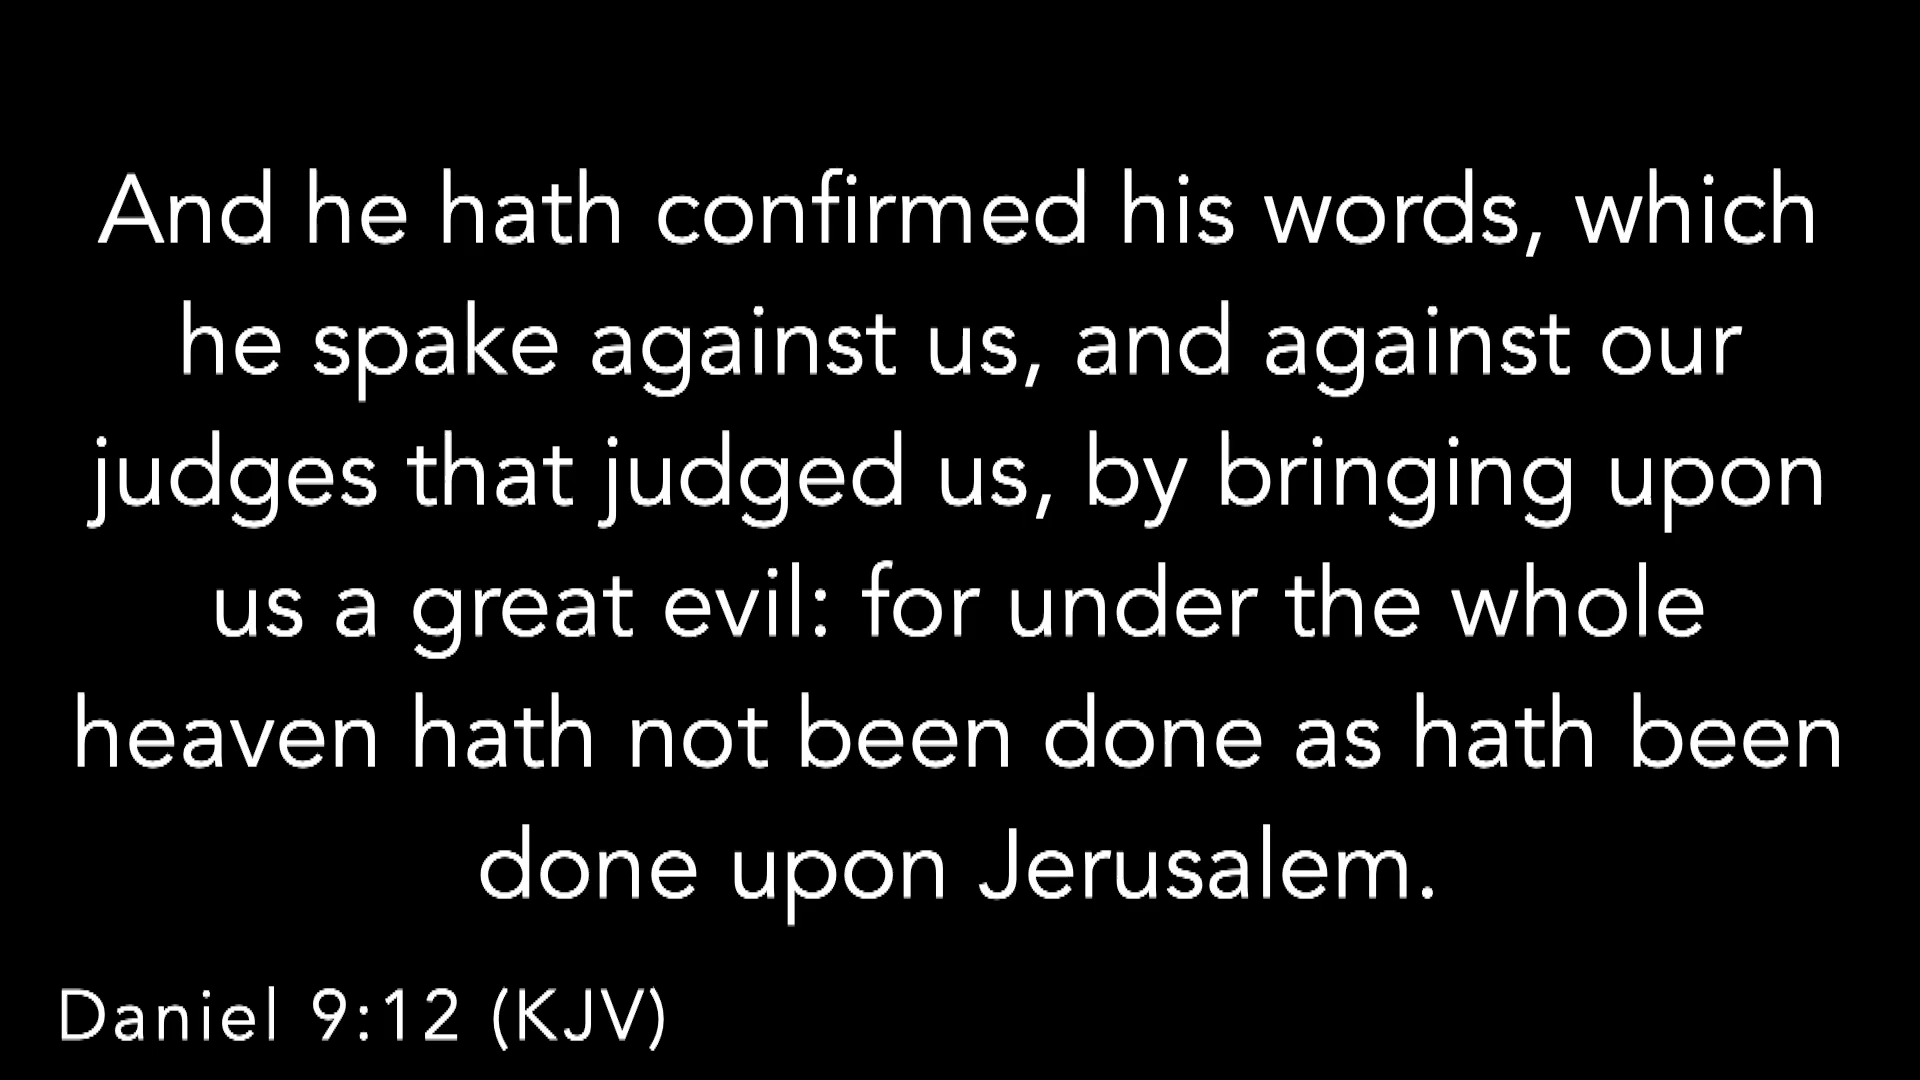 And he hath confirmed his words, which
he spake against us, and against our
judges that judged us, by bringing upon
us a great evil: for under the whole
heaven hath not been done as hath been
done upon Jerusalem.
Daniel 9:12 (KJV)